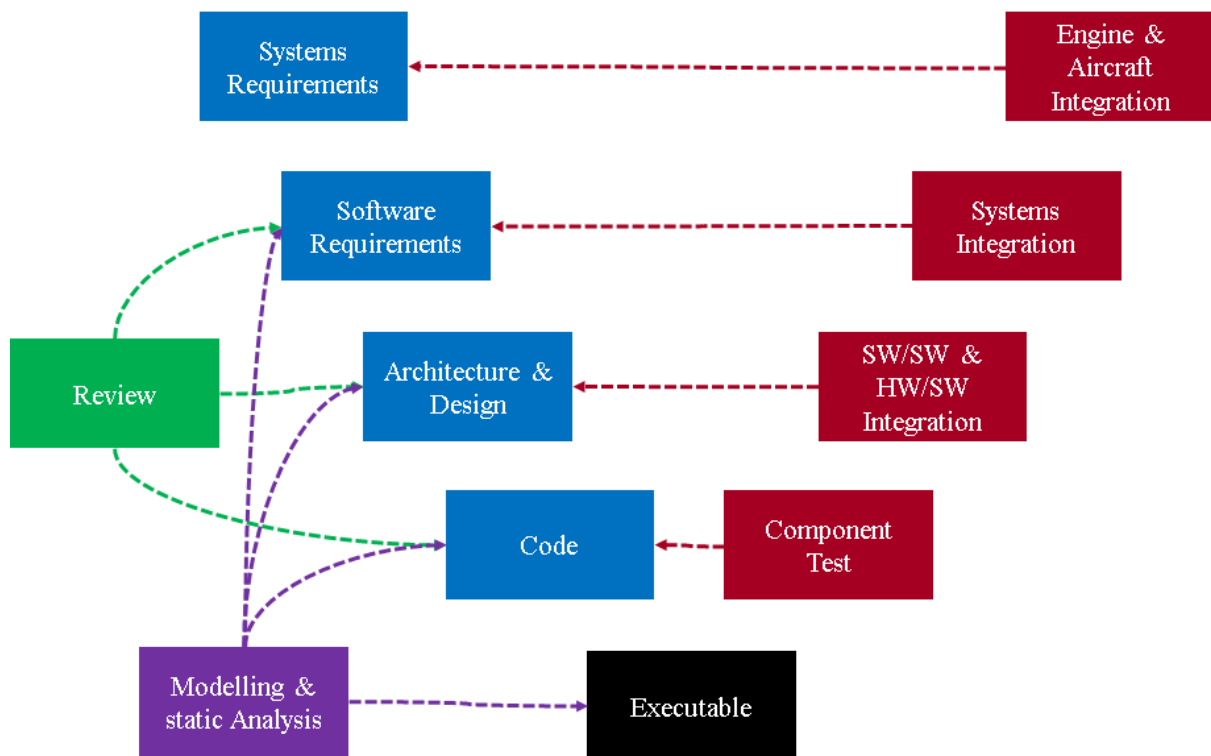 Systems
Requirements
Engine &
Aircraft
Integration
Software
Requirements
Systems
Integration
Review
Architecture &
Design
SW/SW &
HW/SW
Integration
Code
Component
Test
Modelling &
static Analysis
Executable